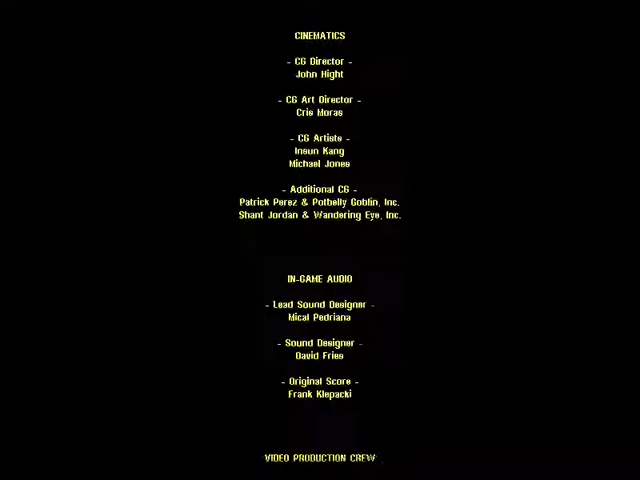 CINEMATICS
- CG Director -
John Hight
- CG Art Director -
Cris Moras
- CG Artists -
Insun Kang
Michael Jones
- Additional CG -
Patrick Perez & Potbelly Goblin, Inc.
Shant Jordan & Wandering Eye, Inc.
IN-GAME AUDIO
- Lead Sound Designer -
Mical Pedriana
- Sound Designer -
David Fries
- Original Score -
Frank Klepacki
VIDEO PRODUCTION CREW